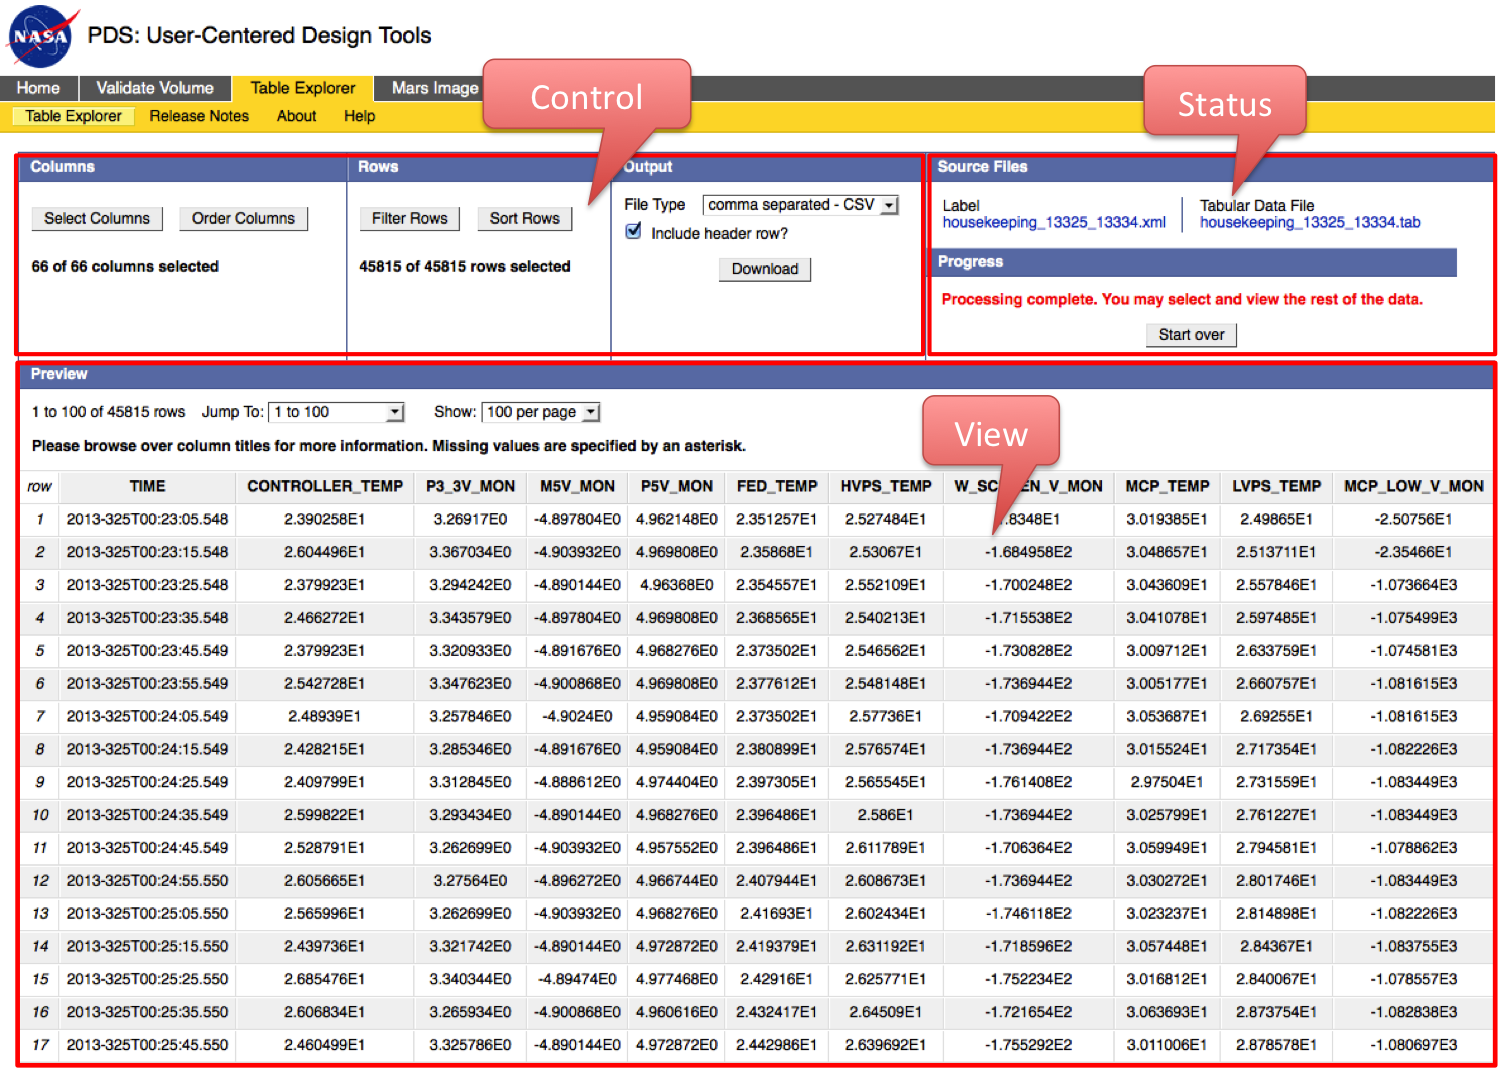 NASA
PDS: User-Centered Design Tools
Home Validate Volume Table Explorer Mars Image
Table Explorer Release Notes About Help
Control
Status
Columns Rows Output Source Files
Select Columns Order Columns
66 of 66 columns selected
Filter Rows Sort Rows
45815 of 45815 rows selected
File Type comma separated - CSV
Include header row?
Download
Label Tabular Data File
housekeeping_13325_13334.xml housekeeping_13325_13334.tab
Progress
Processing complete. You may select and view the rest of the data.
Start over
Preview
1 to 100 of 45815 rows Jump To: 1 to 100 Show: 100 per page
Please browse over column titles for more information. Missing values are specified by an asterisk.
View
row TIME CONTROLLER_TEMP P3_3V_MON M5V_MON P5V_MON FED_TEMP HVPS_TEMP MCP_TEMP LVPS_TEMP MCP_LOW_V_MON
1 2013-325T00:23:05.548 2.390258E1 3.26917E0 -4.897804E0 4.962148E0 2.351257E1 2.527484E1 3.019385E1 2.49865E1 -2.50756E1
2 2013-325T00:23:15.548 2.604496E1 3.367034E0 -4.903932E0 4.969808E0 2.35868E1 2.53067E1 -1.684958E2 3.048657E1 2.513711E1 -2.35466E1
3 2013-325T00:23:25.548 2.379923E1 3.294242E0 -4.890144E0 4.96368E0 2.354557E1 2.552109E1 -1.700248E2 3.043609E1 2.557846E1 -1.073664E3
4 2013-325T00:23:35.548 2.466272E1 3.343579E0 -4.897804E0 4.969808E0 2.368565E1 2.540213E1 -1.715538E2 3.041078E1 2.597485E1 -1.075499E3
5 2013-325T00:23:45.549 2.379923E1 3.320933E0 -4.891676E0 4.968276E0 2.373502E1 2.546562E1 -1.730828E2 3.009712E1 2.633759E1 -1.074581E3
6 2013-325T00:23:55.549 2.542728E1 3.347623E0 -4.900868E0 4.969808E0 2.377612E1 2.548148E1 -1.736944E2 3.005177E1 2.660757E1 -1.081615E3
7 2013-325T00:24:05.549 2.48939E1 3.257846E0 -4.9024E0 4.959084E0 2.373502E1 2.57736E1 -1.709422E2 3.053687E1 2.69255E1 -1.081615E3
8 2013-325T00:24:15.549 2.428215E1 3.285346E0 -4.891676E0 4.959084E0 2.380899E1 2.576574E1 -1.736944E2 3.015524E1 2.717354E1 -1.082226E3
9 2013-325T00:24:25.549 2.409799E1 3.312845E0 -4.888612E0 4.974404E0 2.397305E1 2.565545E1 -1.761408E2 2.97504E1 2.731559E1 -1.083449E3
10 2013-325T00:24:35.549 2.599822E1 3.293434E0 -4.890144E0 4.968276E0 2.396486E1 2.586E1 -1.736944E2 3.025799E1 2.761227E1 -1.083449E3
11 2013-325T00:24:45.549 2.528791E1 3.262699E0 -4.903932E0 4.957552E0 2.396486E1 2.611789E1 -1.706364E2 3.059949E1 2.794581E1 -1.078862E3
12 2013-325T00:24:55.550 2.605665E1 3.27564E0 -4.896272E0 4.966744E0 2.407944E1 2.608673E1 -1.736944E2 3.030272E1 2.801746E1 -1.083449E3
13 2013-325T00:25:05.550 2.565996E1 3.262699E0 -4.903932E0 4.968276E0 2.41693E1 2.602434E1 -1.746118E2 3.023237E1 2.814898E1 -1.082226E3
14 2013-325T00:25:15.550 2.439736E1 3.321742E0 -4.890144E0 4.972872E0 2.419379E1 2.631192E1 -1.718596E2 3.057448E1 2.84367E1 -1.083755E3
15 2013-325T00:25:25.550 2.685476E1 3.340344E0 -4.89474E0 4.977468E0 2.42916E1 2.625771E1 -1.752234E2 3.016812E1 2.840067E1 -1.078557E3
16 2013-325T00:25:35.550 2.606834E1 3.265934E0 -4.900868E0 4.960616E0 2.432417E1 2.64509E1 -1.721654E2 3.063693E1 2.873754E1 -1.082838E3
17 2013-325T00:25:45.550 2.460499E1 3.325786E0 -4.890144E0 4.972872E0 2.442986E1 2.639692E1 -1.755292E2 3.011006E1 2.878578E1 -1.080697E3